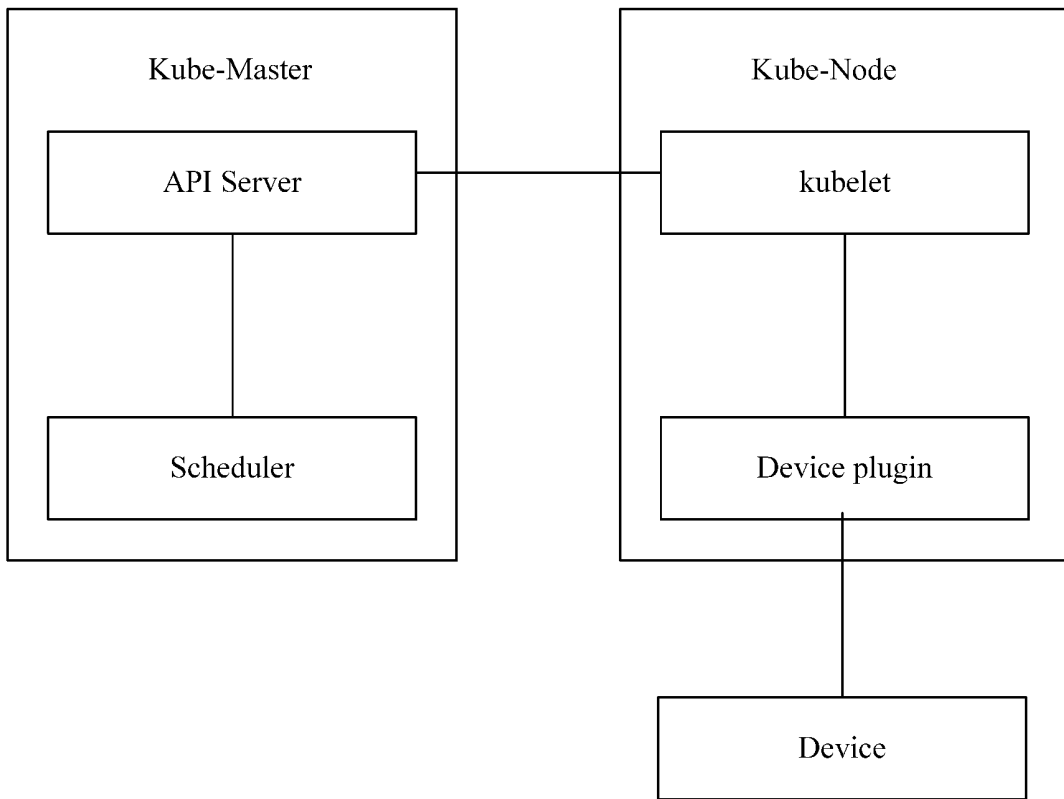 Kube-Master
API Server
Scheduler
Kube-Node
kubelet
Device plugin
Device